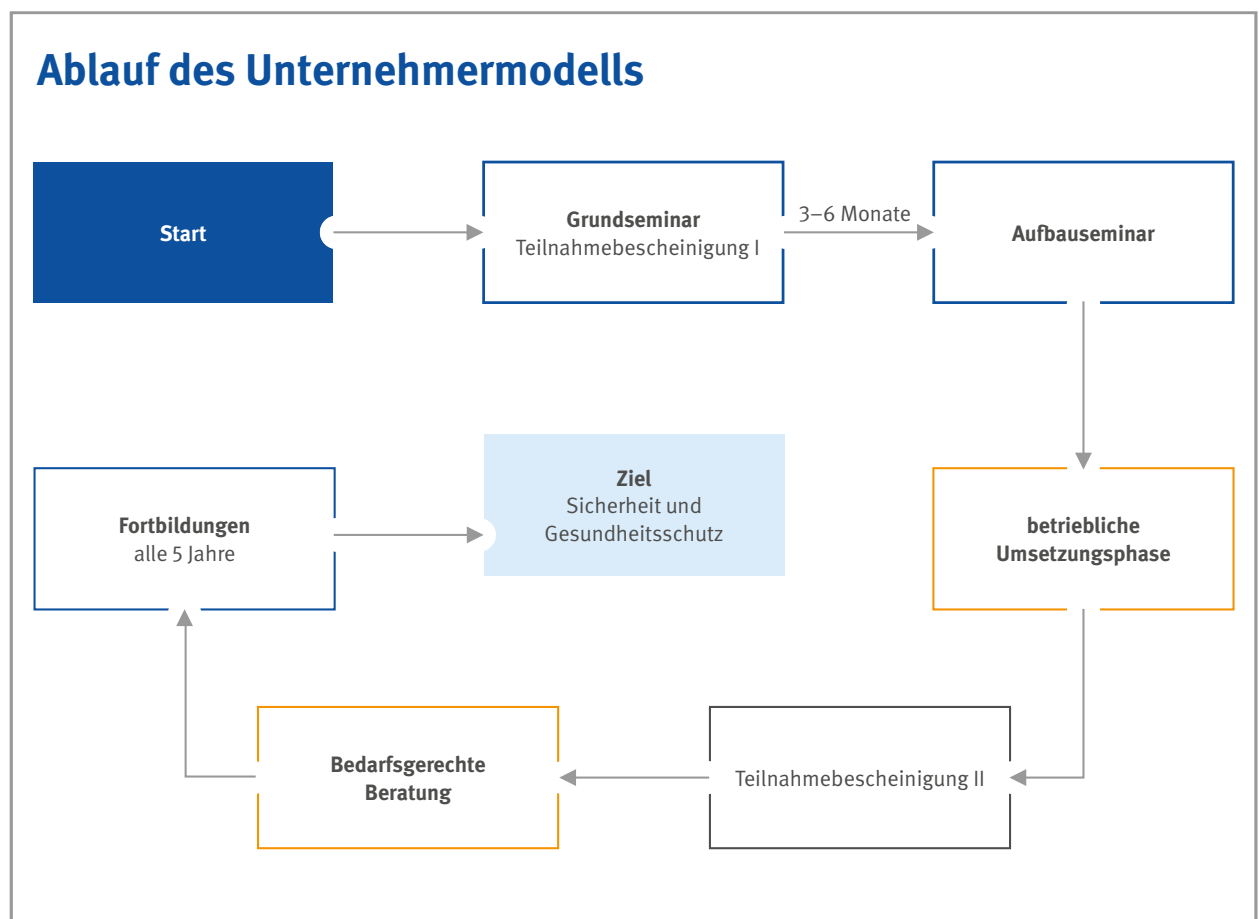 Ablauf des Unternehmermodells
Start
Grundseminar
Teilnahmebescheinigung I
3–6 Monate
Aufbauseminar
betriebliche
Umsetzungsphase
Teilnahmebescheinigung II
Bedarfsgerechte
Beratung
Fortbildungen
alle 5 Jahre
Ziel
Sicherheit und
Gesundheitsschutz